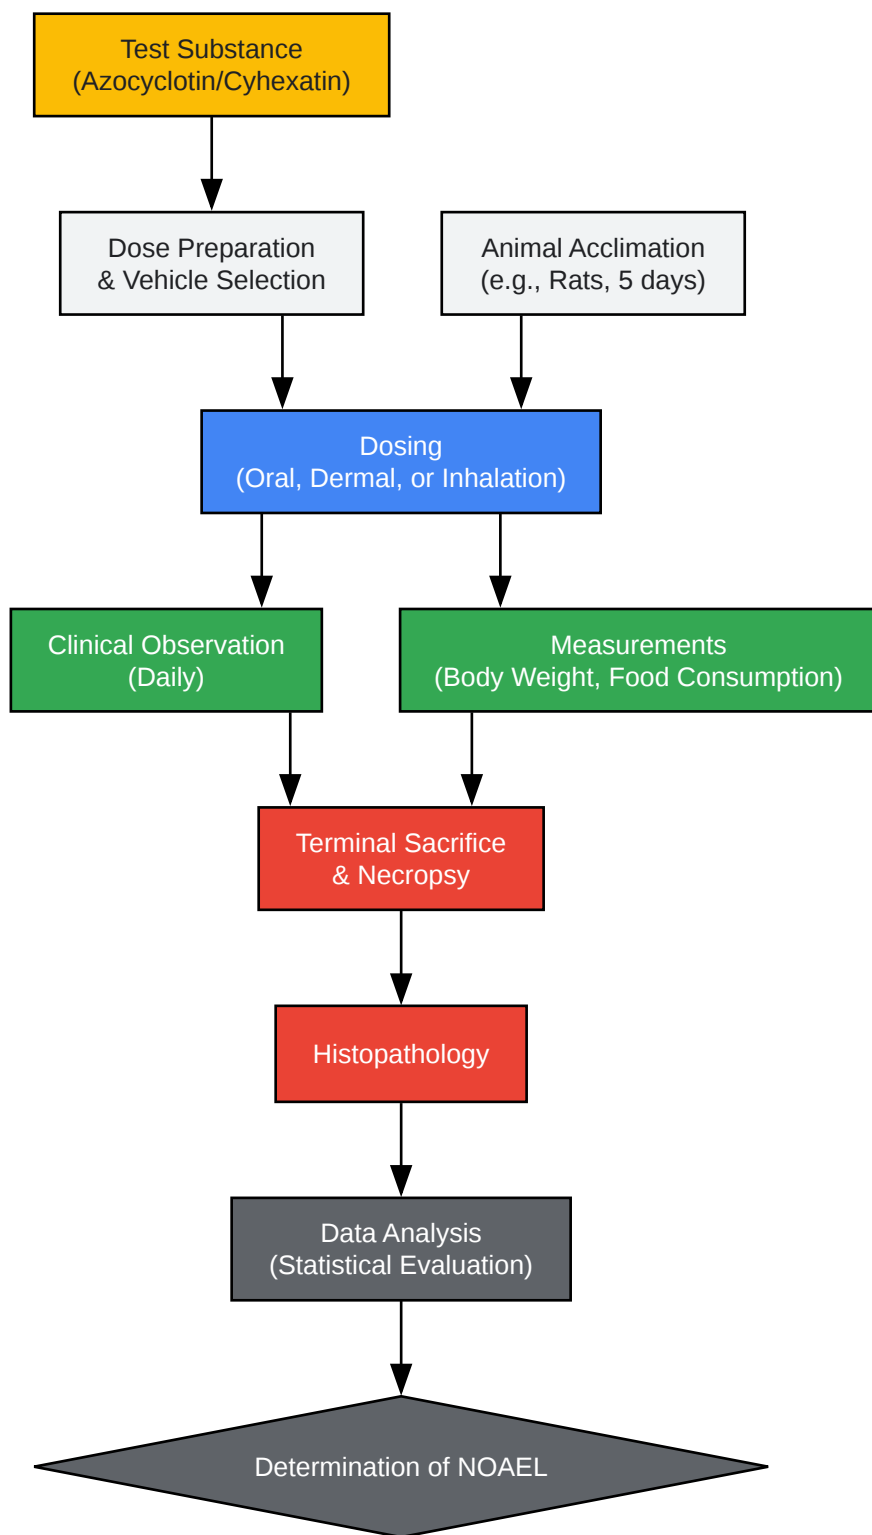 Test Substance
(Azocyclotin/Cyhexatin)
Dose Preparation
& Vehicle Selection
Animal Acclimation
(e.g., Rats, 5 days)
Dosing
(Oral, Dermal, or Inhalation)
Clinical Observation
(Daily)
Measurements
(Body Weight, Food Consumption)
Terminal Sacrifice
& Necropsy
Histopathology
Data Analysis
(Statistical Evaluation)
Determination of NOAEL